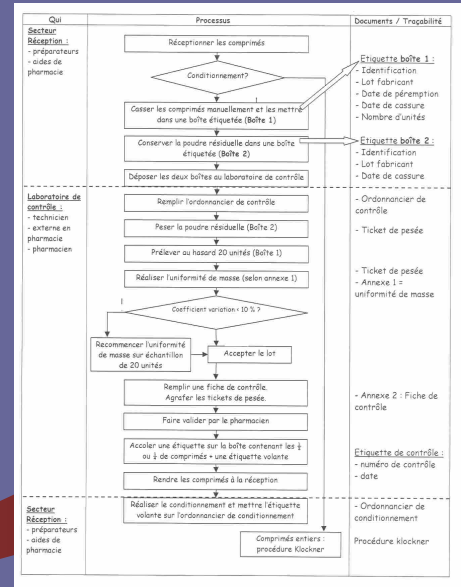 Qui
Processus
Documents / Traçabilité
Secteur
Réception :
- préparateurs
- aides de
pharmacie
Réceptionner les comprimés
Conditionnement?
Casser les comprimés manuellement et les mettre
dans une boîte étiquetée (Boîte 1)
Conserver la poudre résiduelle dans une boîte
étiquetée (Boîte 2)
Déposer les deux boîtes au laboratoire de contrôle
Etiquette boîte 1 :
- Identification
- Lot fabricant
- Date de péremption
- Date de cassure
- Nombre d'unités
Etiquette boîte 2 :
- Identification
- Lot fabricant
- Date de cassure
Laboratoire de
contrôle :
- technicien
- externe en
pharmacie
- pharmacien
Remplir l'ordonnancier de contrôle
Peser la poudre résiduelle (Boîte 2)
Prélever au hasard 20 unités (Boîte 1)
Réaliser l'uniformité de masse (selon annexe 1)
Coefficient variation < 10 % ?
Recommencer l'uniformité
de masse sur échantillon
de 20 unités
Accepter le lot
Remplir une fiche de contrôle.
Agrafer les tickets de pesée.
Faire valider par le pharmacien
Accoler une étiquette sur la boîte contenant les ½
ou ¼ de comprimés + une étiquette volante
Rendre les comprimés à la réception
- Ordonnancier de
contrôle
- Ticket de pesée
- Ticket de pesée
- Annexe 1 =
uniformité de masse
- Annexe 2 : Fiche de
contrôle
Etiquette de contrôle :
- numéro de contrôle
- date
Secteur
Réception :
- préparateurs
- aides de
pharmacie
Réaliser le conditionnement et mettre l'étiquette
volante sur l'ordonnancier de conditionnement
Comprimés entiers :
procédure Klockner
- Ordonnancier de
conditionnement
Procédure klockner